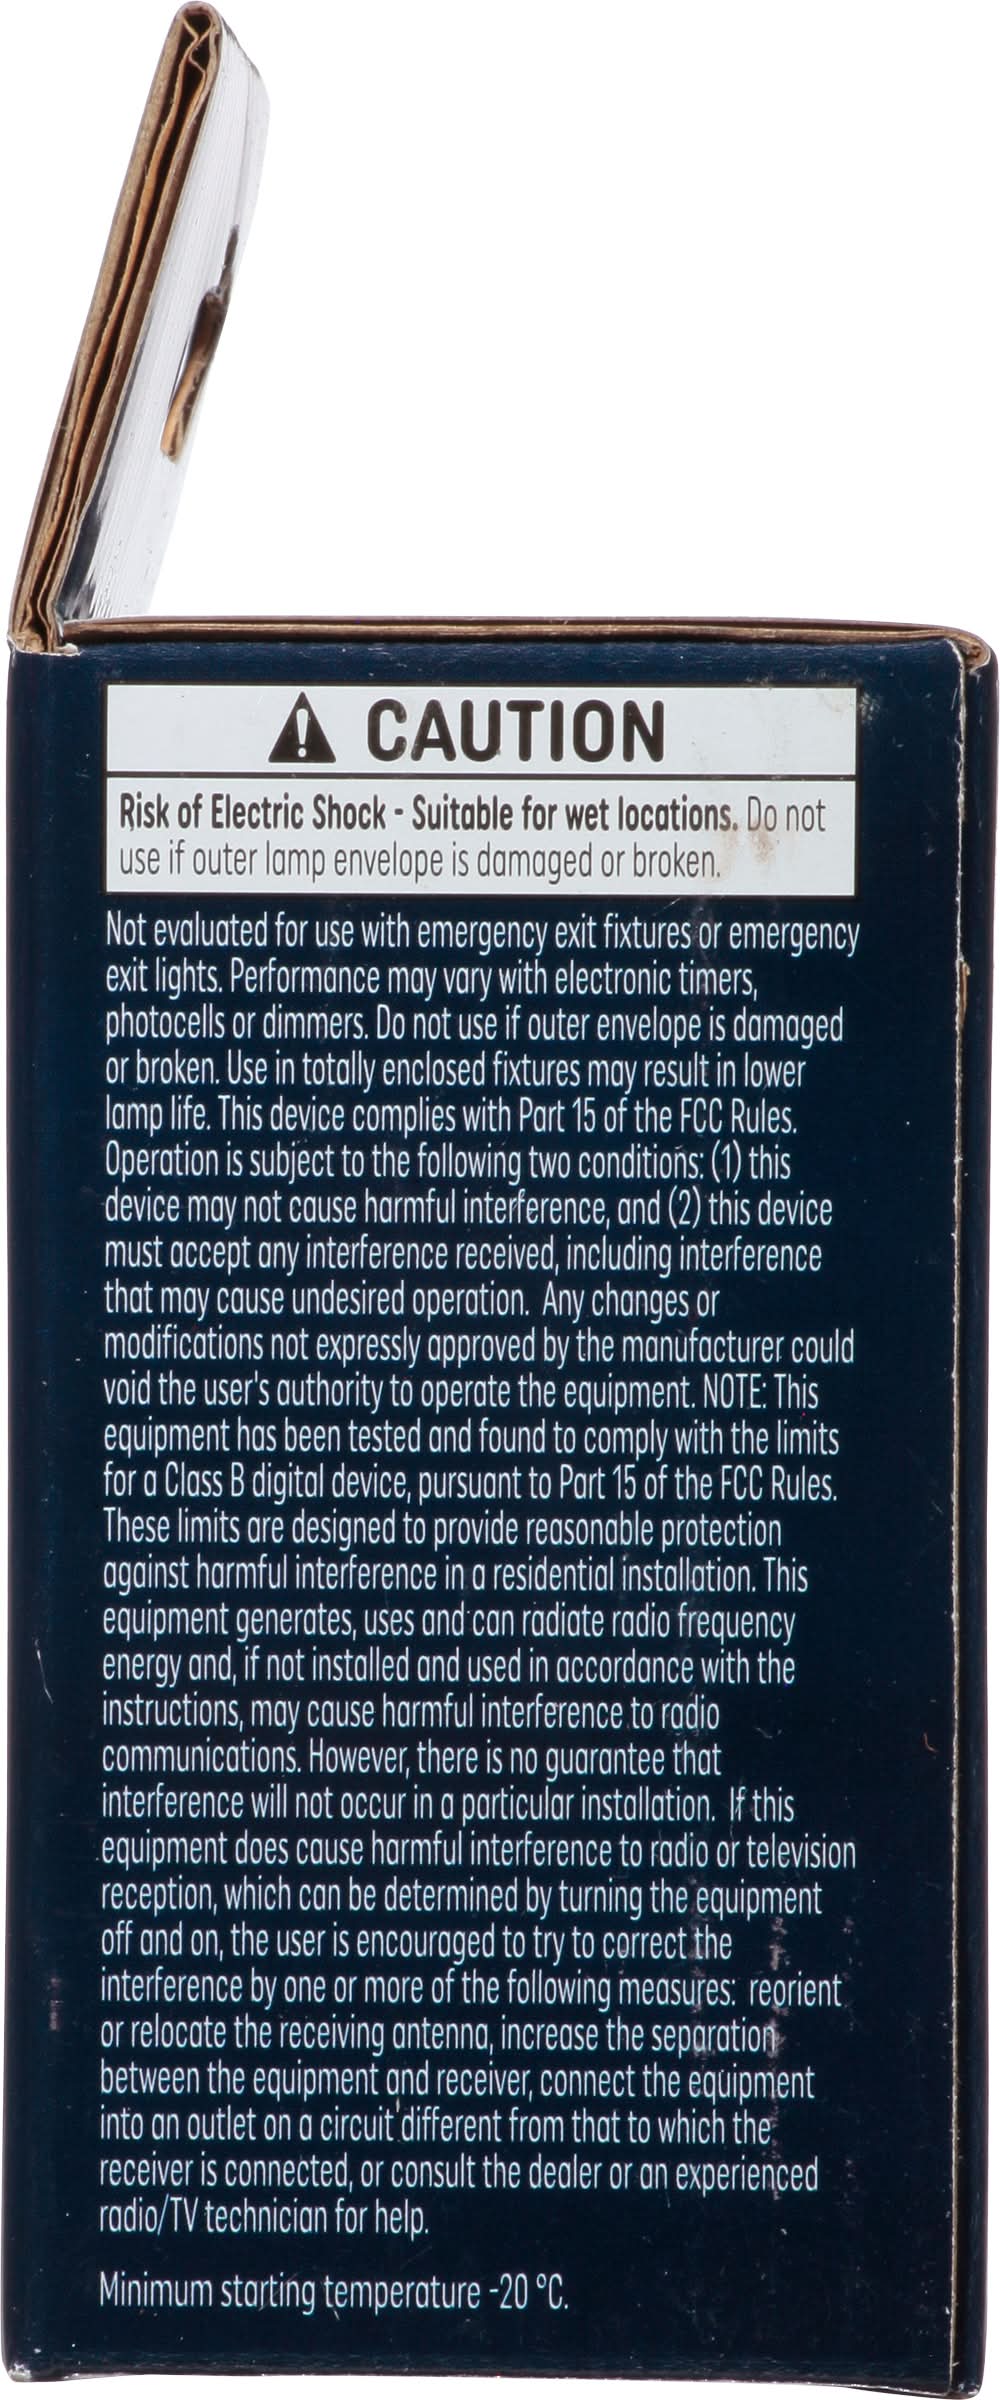 CAUTION
Risk of Electric Shock - Suitable for wet locations. Do not
use if outer lamp envelope is damaged or broken.
Not evaluated for use with emergency exit fixtures or emergency
exit lights. Performance may vary with electronic timers,
photocells or dimmers. Do not use if outer envelope is damaged
or broken. Use in totally enclosed fixtures may result in lower
lamp life. This device complies with Part 15 of the FCC Rules.
Operation is subject to the following two conditions: (1) this
device may not cause harmful interference, and (2) this device
must accept any interference received, including interference
that may cause undesired operation. Any changes or
modifications not expressly approved by the manufacturer could
void the user's authority to operate the equipment. NOTE: This
equipment has been tested and found to comply with the limits
for a Class B digital device, pursuant to Part 15 of the FCC Rules.
These limits are designed to provide reasonable protection
against harmful interference in a residential installation. This
equipment generates, uses and can radiate radio frequency
energy and, if not installed and used in accordance with the
instructions, may cause harmful interference to radio
communications. However, there is no guarantee that
interference will not occur in a particular installation. If this
equipment does cause harmful interference to radio or television
reception, which can be determined by turning the equipment
off and on, the user is encouraged to try to correct the
interference by one or more of the following measures: reorient
or relocate the receiving antenna, increase the separation
between the equipment and receiver, connect the equipment
into an outlet on a circuit different from that to which the
receiver is connected, or consult the dealer or an experienced
radio/TV technician for help.
Minimum starting temperature -20 °C.